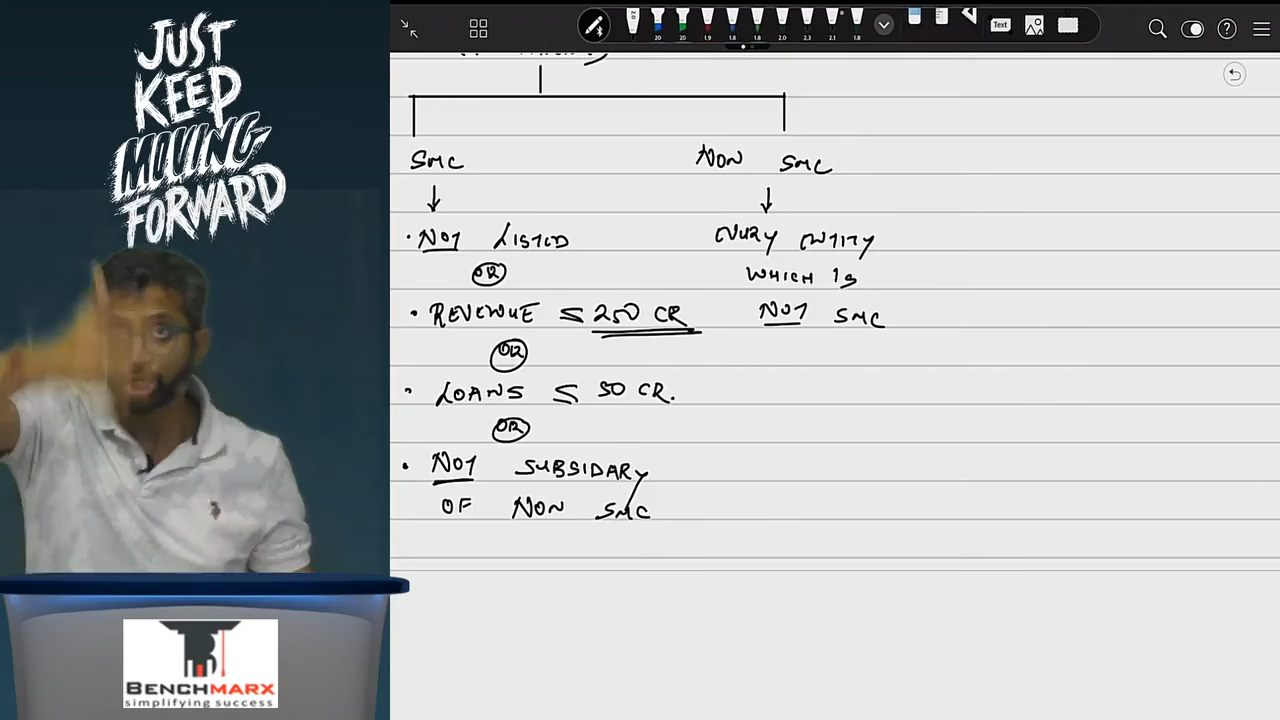 JUST
KEEP
MOVING
FORWARD
Text
SMC
NON SMC
· NOT LISTED
OR
EVERY ENTITY
WHICH IS
NOT SMC
· REVENUE ≤ 250 CR
OR
· LOANS ≤ 50 CR.
OR
· NOT SUBSIDARY
OF NON SMC
BENCHMARX
simplifying success